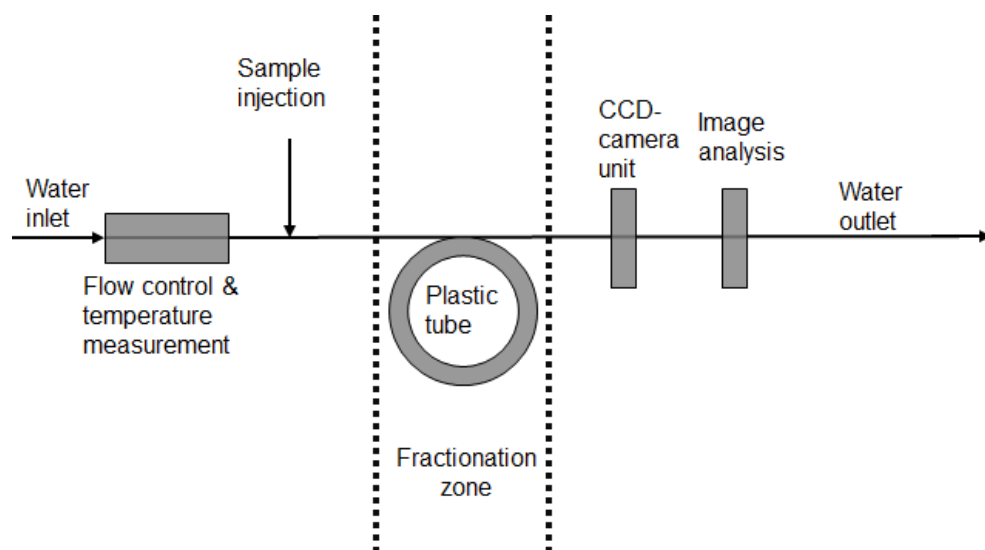 Sample
injection
CCD-
camera
unit
Image
analysis
Water
inlet
Water
outlet
Flow control &
temperature
measurement
Plastic
tube
Fractionation
zone